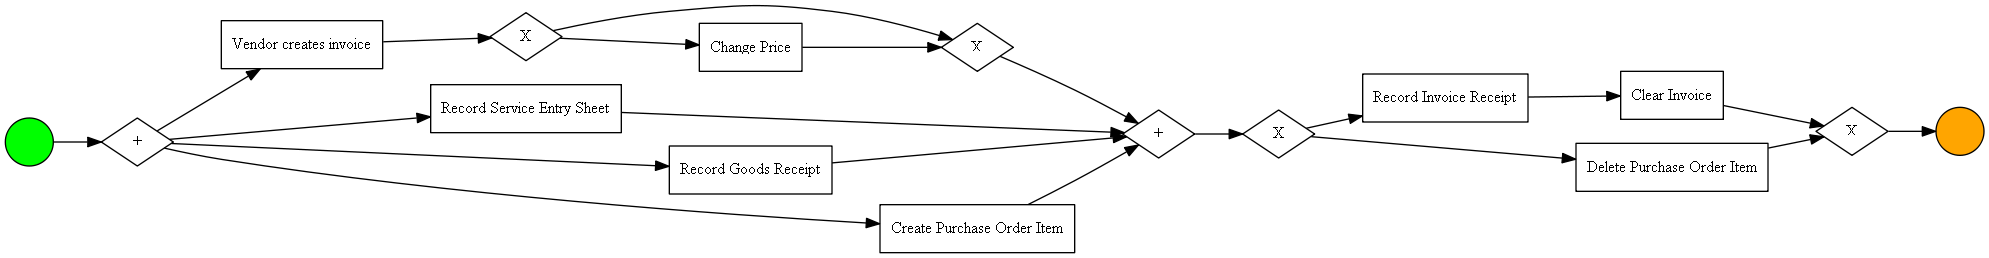 Vendor creates invoice
X
Change Price
X
Record Service Entry Sheet
+
Record Goods Receipt
Create Purchase Order Item
+
X
Record Invoice Receipt
Clear Invoice
Delete Purchase Order Item
X